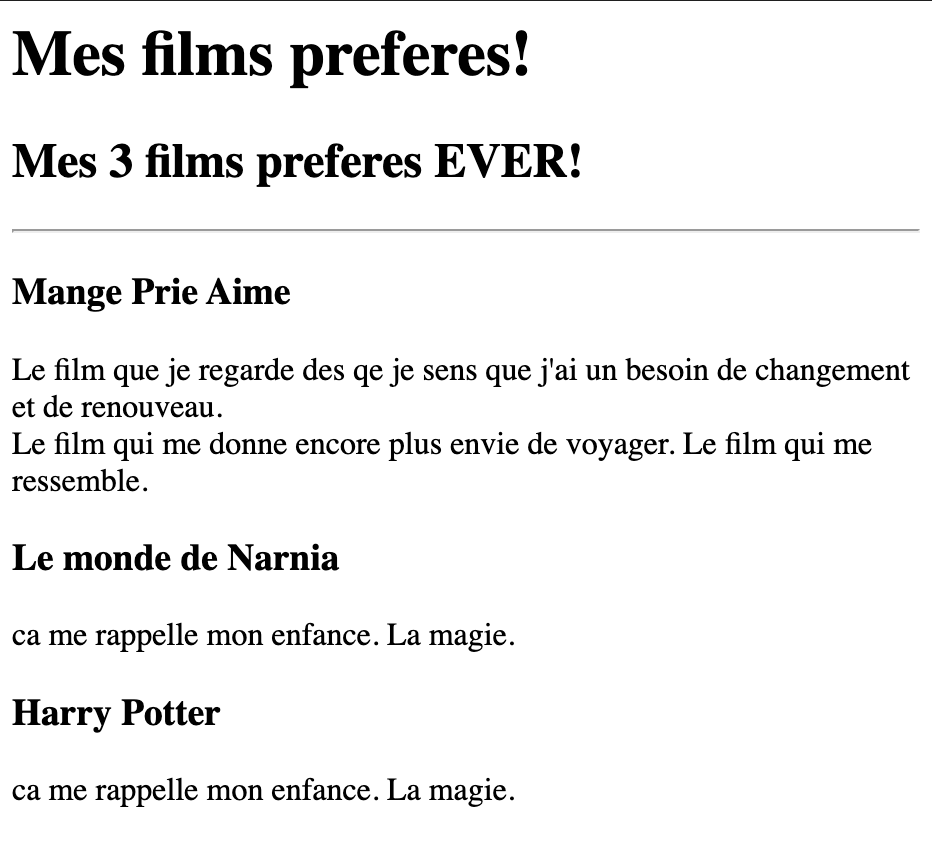 Mes films preferes!
Mes 3 films preferes EVER!
Mange Prie Aime
Le film que je regarde des qe je sens que j'ai un besoin de changement
et de renouveau.
Le film qui me donne encore plus envie de voyager. Le film qui me
ressemble.
Le monde de Narnia
ca me rappelle mon enfance. La magie.
Harry Potter
ca me rappelle mon enfance. La magie.